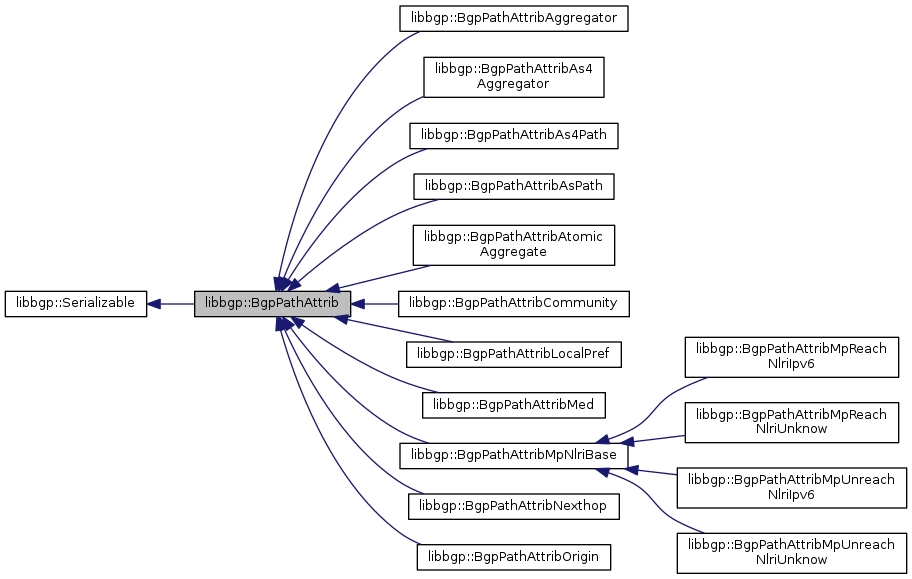 libbgp::BgpPathAttribAggregator
libbgp::BgpPathAttribAs4
Aggregator
libbgp::BgpPathAttribAs4Path
libbgp::BgpPathAttribAsPath
libbgp::BgpPathAttribAtomic
Aggregate
libbgp::Serializable
libbgp::BgpPathAttrib
libbgp::BgpPathAttribCommunity
libbgp::BgpPathAttribLocalPref
libbgp::BgpPathAttribMed
libbgp::BgpPathAttribMpNlriBase
libbgp::BgpPathAttribNexthop
libbgp::BgpPathAttribOrigin
libbgp::BgpPathAttribMpReach
NlriIpv6
libbgp::BgpPathAttribMpReach
NlriUnknow
libbgp::BgpPathAttribMpUnreach
NlriIpv6
libbgp::BgpPathAttribMpUnreach
NlriUnknow